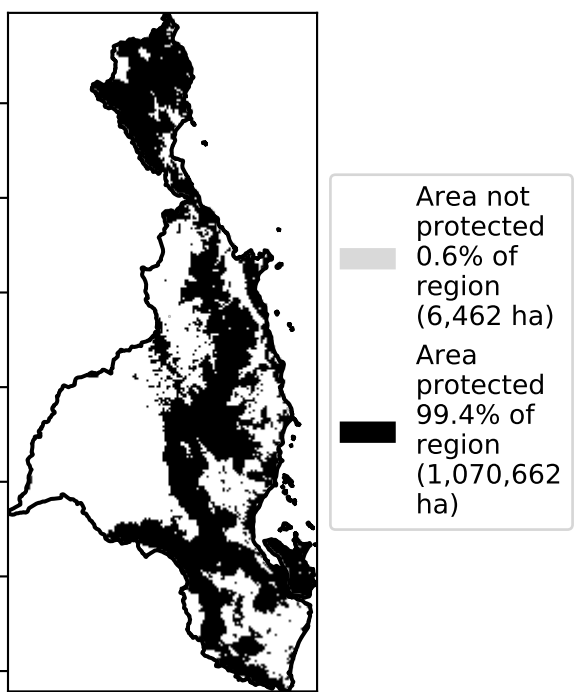 Area not
protected
0.6% of
region
(6,462 ha)
Area
protected
99.4% of
region
(1,070,662
ha)